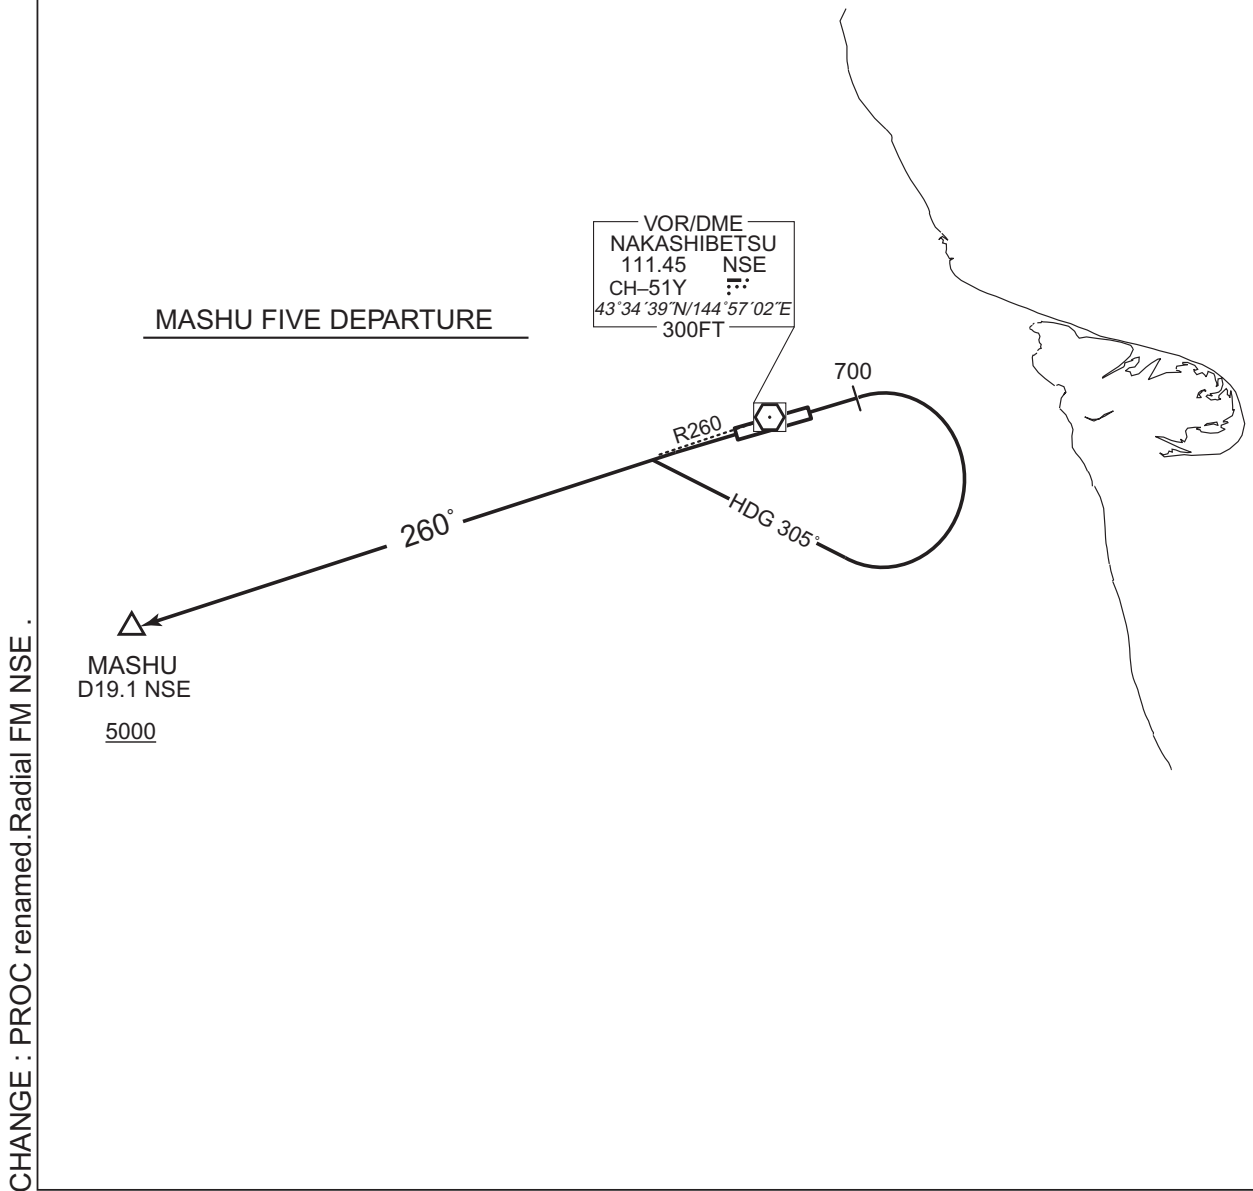 VOR/DME
NAKASHIBETSU
111.45 NSE
CH–51Y
43°34´39˝N/144°57´02˝E
300FT
MASHU FIVE DEPARTURE
700
R260
HDG 305°
260°
MASHU
D19.1 NSE
5000
CHANGE : PROC renamed.Radial FM NSE .